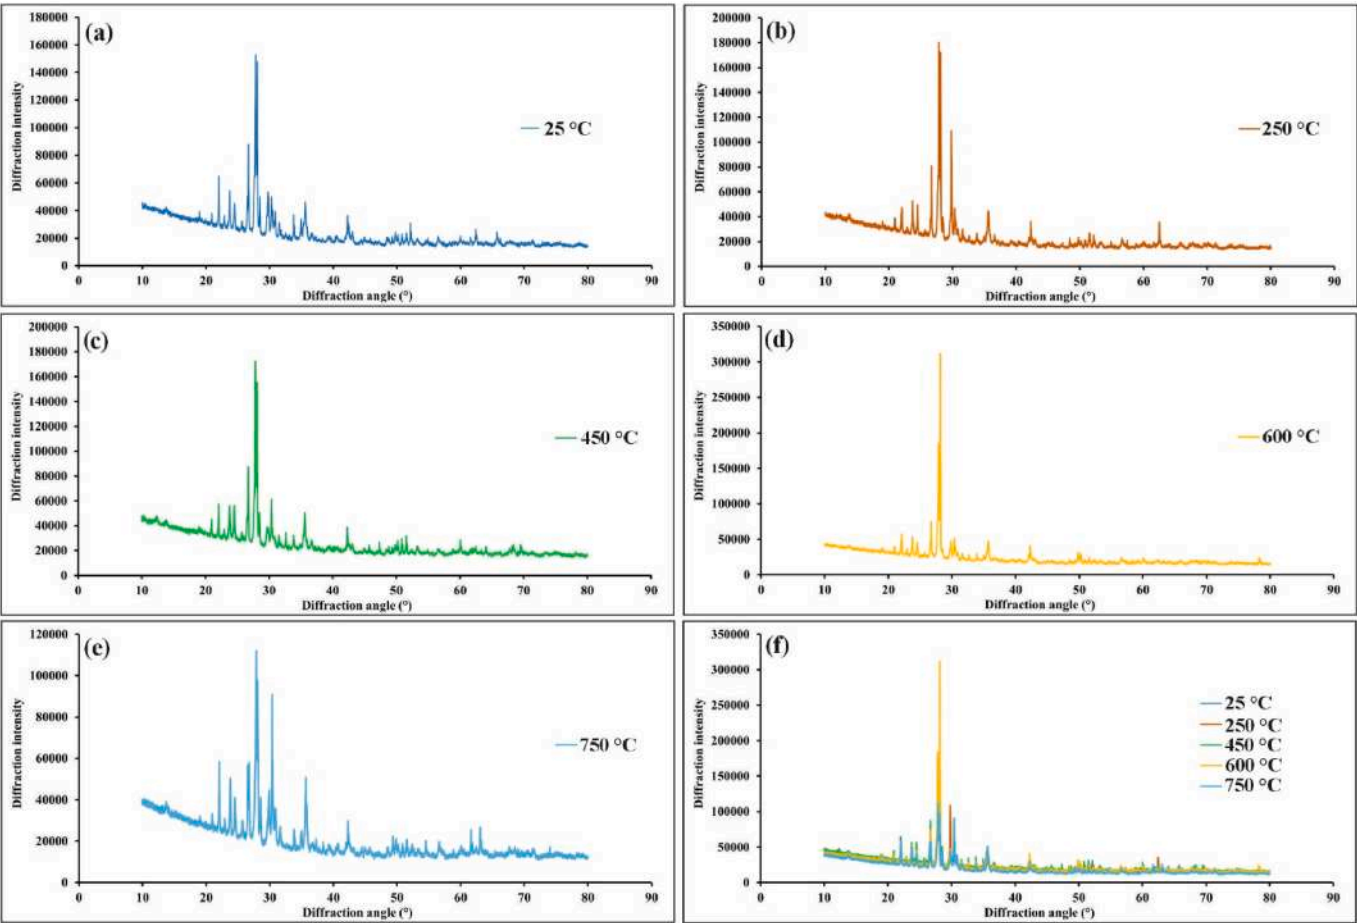 (a)
180000
160000
140000
120000
100000
80000
60000
40000
20000
0
0 10 20 30 40 50 60 70 80 90
Diffraction intensity
Diffraction angle (°)
25 °C
(b)
200000
180000
160000
140000
120000
100000
80000
60000
40000
20000
0
0 10 20 30 40 50 60 70 80 90
Diffraction intensity
Diffraction angle (°)
250 °C
(c)
200000
180000
160000
140000
120000
100000
80000
60000
40000
20000
0
0 10 20 30 40 50 60 70 80 90
Diffraction intensity
Diffraction angle (°)
450 °C
(d)
350000
300000
250000
200000
150000
100000
50000
0
0 10 20 30 40 50 60 70 80 90
Diffraction intensity
Diffraction angle (°)
600 °C
(e)
120000
100000
80000
60000
40000
20000
0
0 10 20 30 40 50 60 70 80 90
Diffraction intensity
Diffraction angle (°)
750 °C
(f)
350000
300000
250000
200000
150000
100000
50000
0
0 10 20 30 40 50 60 70 80 90
Diffraction intensity
Diffraction angle (°)
25 °C
250 °C
450 °C
600 °C
750 °C